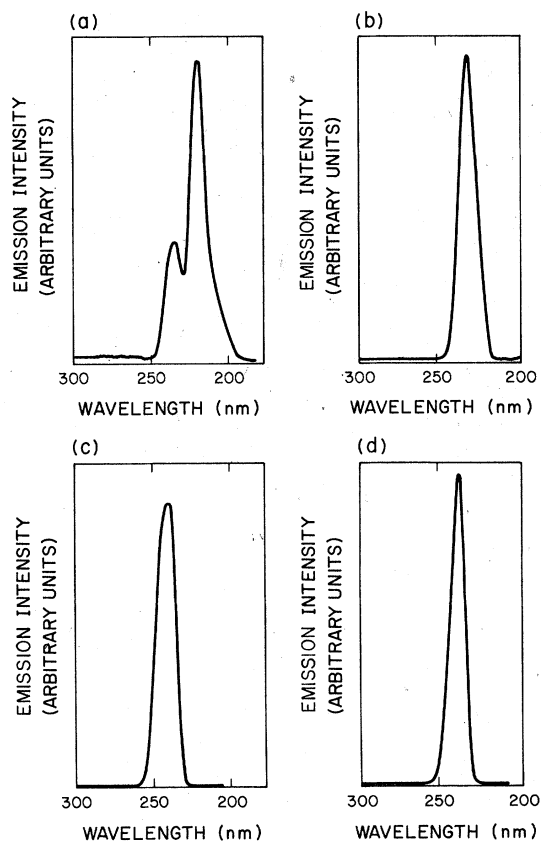 (a)
EMISSION INTENSITY
(ARBITRARY UNITS)
300 250 200
WAVELENGTH (nm)
(b)
EMISSION INTENSITY
(ARBITRARY UNITS)
300 250 200
WAVELENGTH (nm)
(c)
EMISSION INTENSITY
(ARBITRARY UNITS)
300 250 200
WAVELENGTH (nm)
(d)
EMISSION INTENSITY
(ARBITRARY UNITS)
300 250 200
WAVELENGTH (nm)